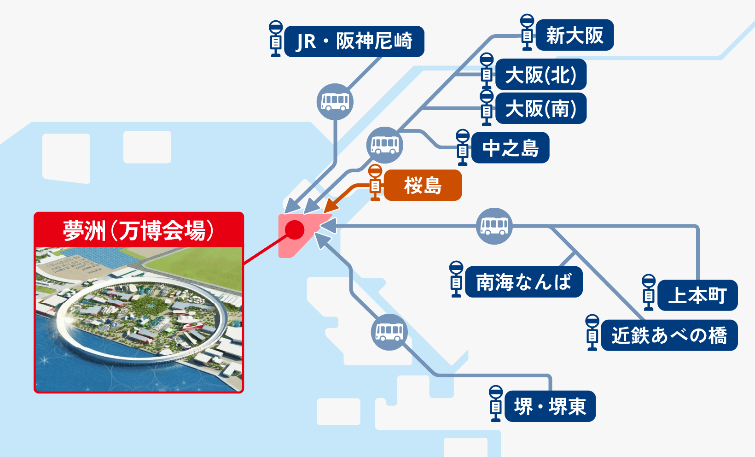 JR・阪神尼崎
新大阪
大阪(北)
大阪(南)
中之島
桜島
夢洲（万博会場）
南海なんば
上本町
近鉄あべの橋
堺・堺東